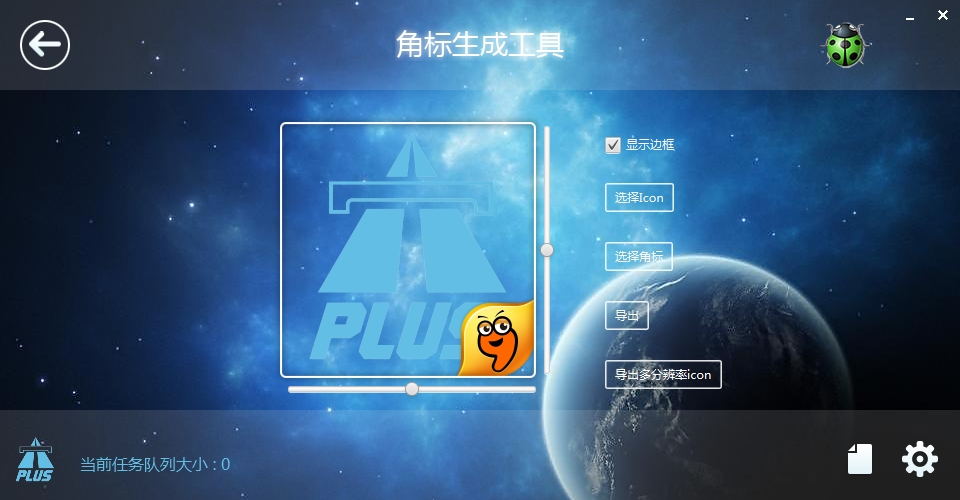 角标生成工具
显示边框
选择Icon
PLUS
选择角标
导出
导出多分辨率icon
PLUS
当前任务队列大小 : 0